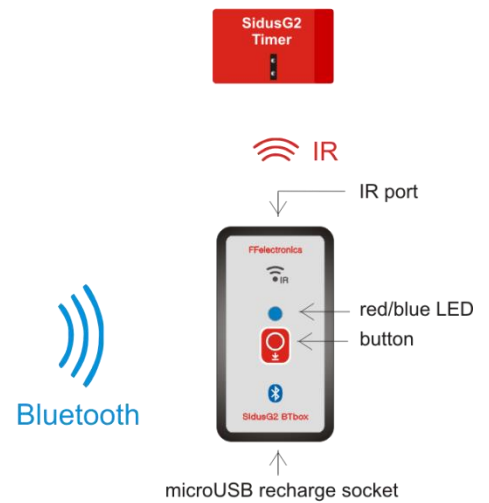 SidusG2
Timer
IR
IR port
FFelectronics
IR
red/blue LED
button
Bluetooth
SidusG2 BTbox
microUSB recharge socket